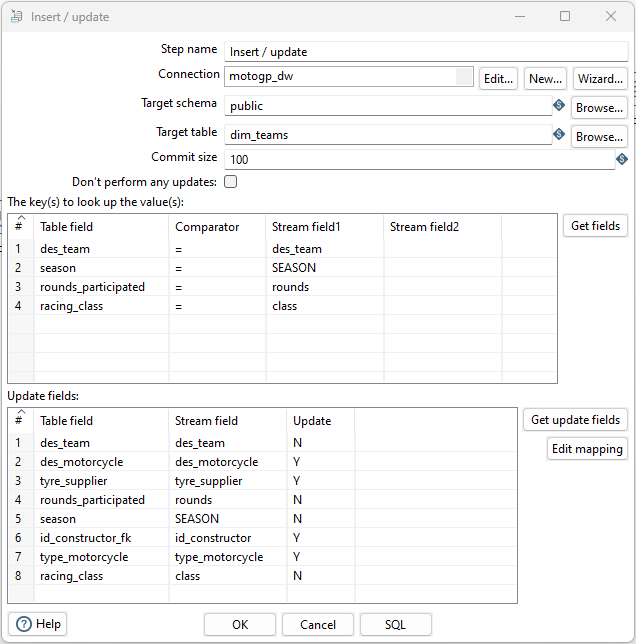 Insert / update
Step name Insert / update
Connection motogp_dw Edit... New... Wizard...
Target schema public Browse...
Target table dim_teams Browse...
Commit size 100
Don't perform any updates:
The key(s) to look up the value(s):
# Table field Comparator Stream field1 Stream field2 Get fields
1 des_team = des_team
2 season = SEASON
3 rounds_participated = rounds
4 racing_class = class
Update fields:
# Table field Stream field Update Get update fields
1 des_team des_team N Edit mapping
2 des_motorcycle des_motorcycle Y
3 tyre_supplier tyre_supplier Y
4 rounds_participated rounds N
5 season SEASON N
6 id_constructor_fk id_constructor Y
7 type_motorcycle type_motorcycle Y
8 racing_class class N
Help OK Cancel SQL